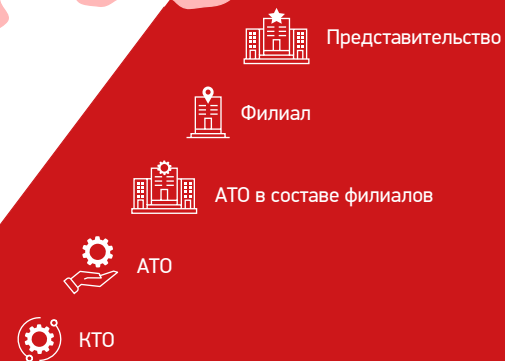 Представительство
Филиал
АТО в составе филиалов
АТО
КТО